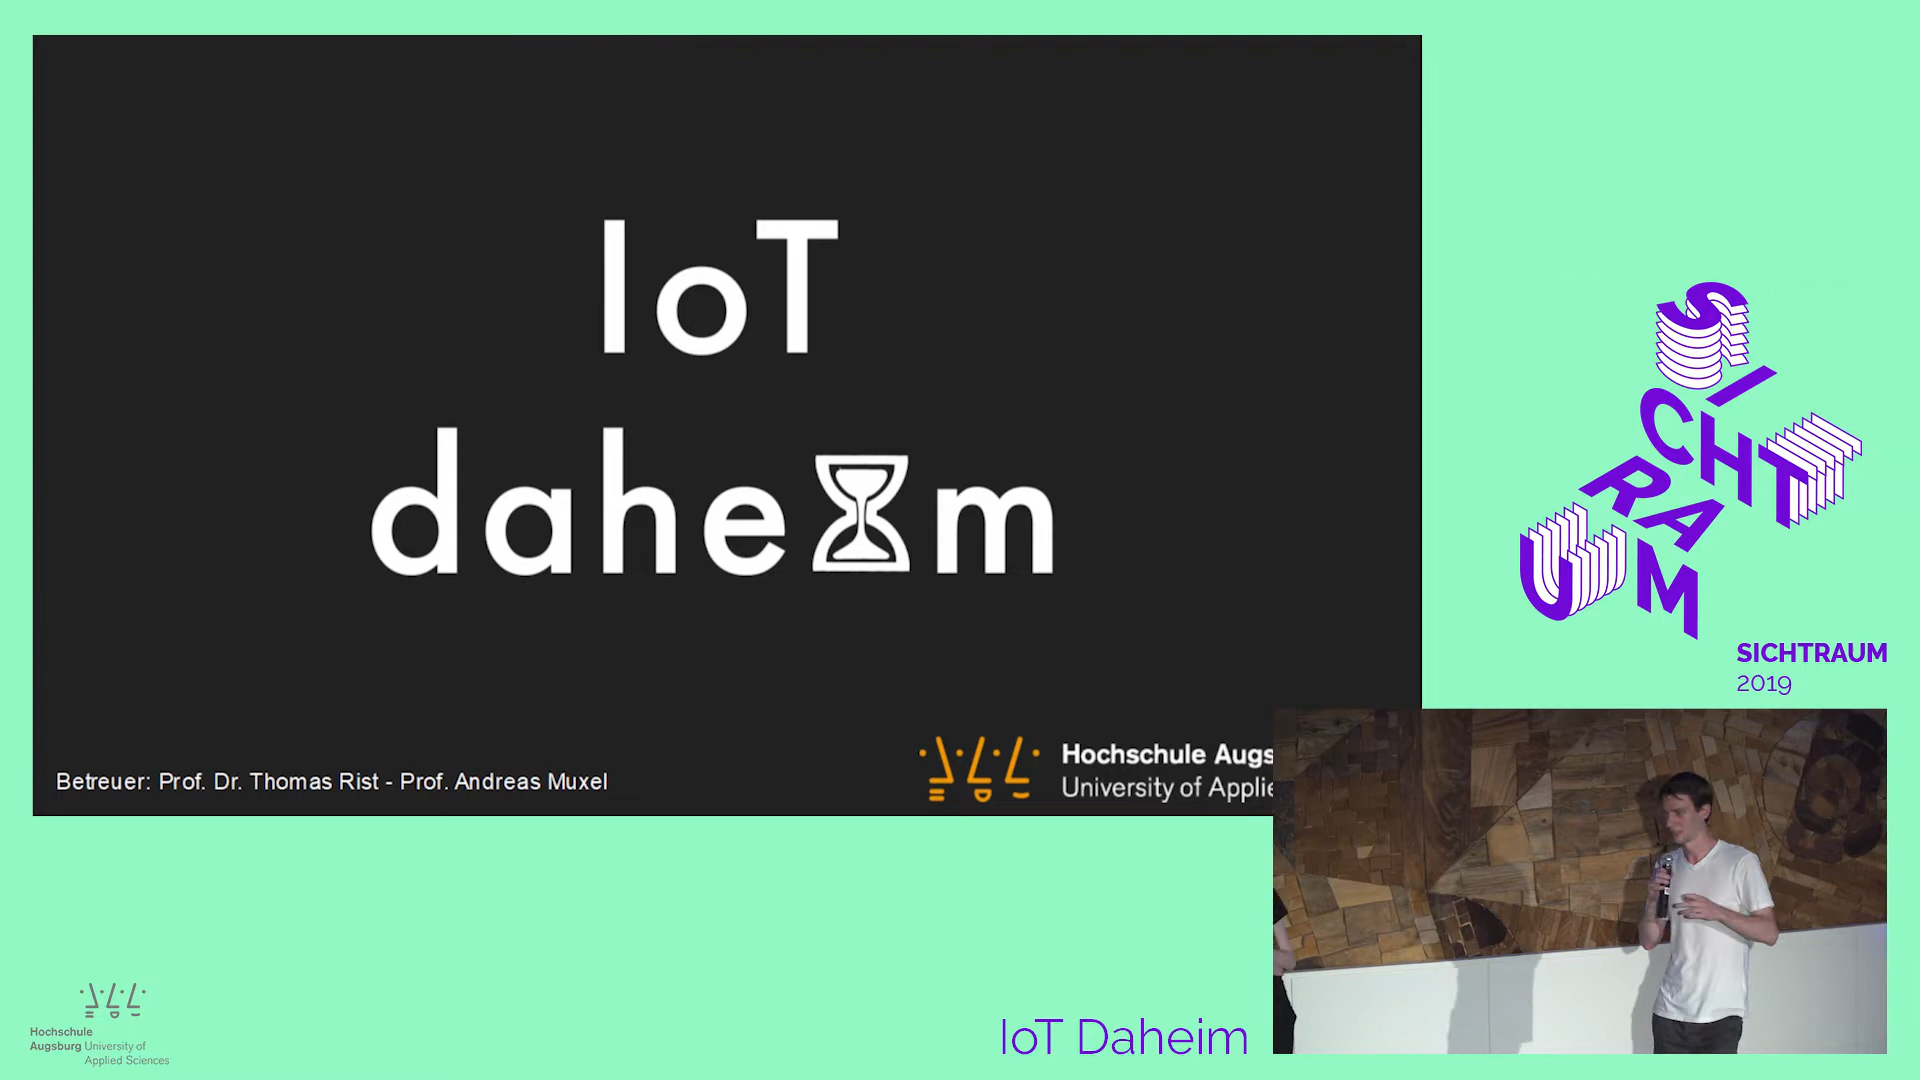 IoT
dahe m
Betreuer: Prof. Dr. Thomas Rist - Prof. Andreas Muxel
Hochschule Augs
University of Applie
SICHTRAUM
SICHTRAUM
2019
IoT Daheim
Hochschule
Augsburg University of
Applied Sciences